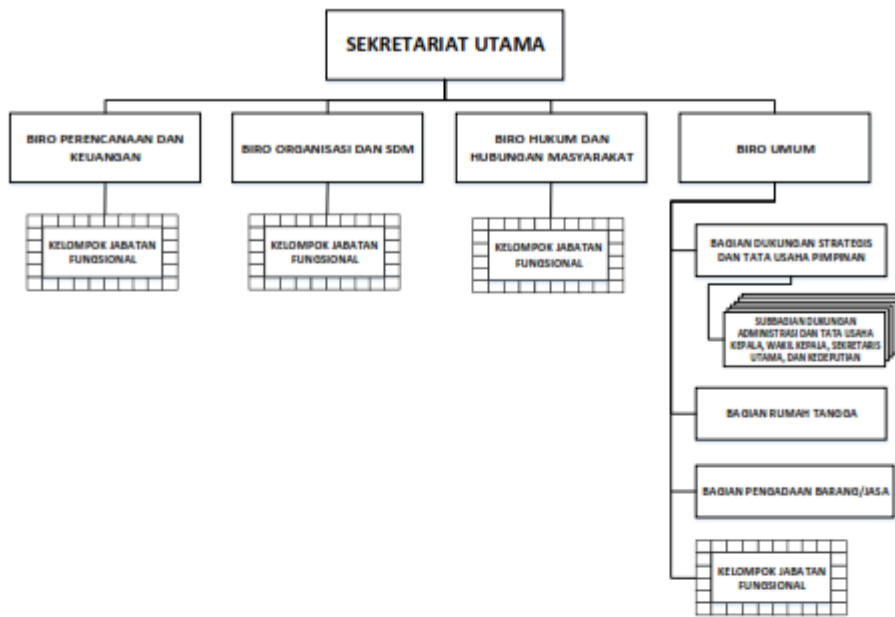 SEKRETARIAT UTAMA
BIRO PERENCANAAN DAN
KEUANGAN
BIRO ORGANISASI DAN SDM
BIRO HUKUM DAN
HUBUNGAN MASYARAKAT
BIRO UMUM
KELOMPOK JABATAN
FUNGSIONAL
KELOMPOK JABATAN
FUNGSIONAL
KELOMPOK JABATAN
FUNGSIONAL
BAGIAN DUKUNGAN STRATEGIS
DAN TATA USAHA PIMPINAN
SUBBAGIAN DUKUNGAN
ADMINISTRASI DAN TATA USAHA
KEPALA, WAKIL KEPALA, SEKRETARIS
UTAMA, DAN KEDEPUTIAN
BAGIAN RUMAH TANGGA
BAGIAN PENGADAAN BARANG/JASA
KELOMPOK JABATAN
FUNGSIONAL